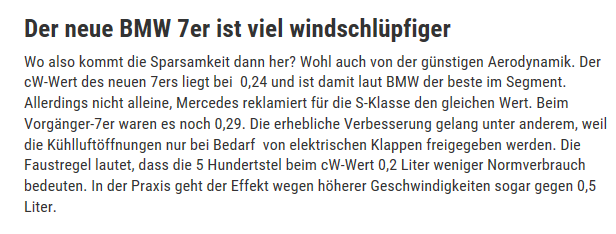 Der neue BMW 7er ist viel windschlüpfiger
Wo also kommt die Sparsamkeit dann her? Wohl auch von der günstigen Aerodynamik. Der
cW-Wert des neuen 7ers liegt bei  0,24 und ist damit laut BMW der beste im Segment.
Allerdings nicht alleine, Mercedes reklamiert für die S-Klasse den gleichen Wert. Beim
Vorgänger-7er waren es noch 0,29. Die erhebliche Verbesserung gelang unter anderem, weil
die Kühlluftöffnungen nur bei Bedarf  von elektrischen Klappen freigegeben werden. Die
Faustregel lautet, dass die 5 Hundertstel beim cW-Wert 0,2 Liter weniger Normverbrauch
bedeuten. In der Praxis geht der Effekt wegen höherer Geschwindigkeiten sogar gegen 0,5
Liter.